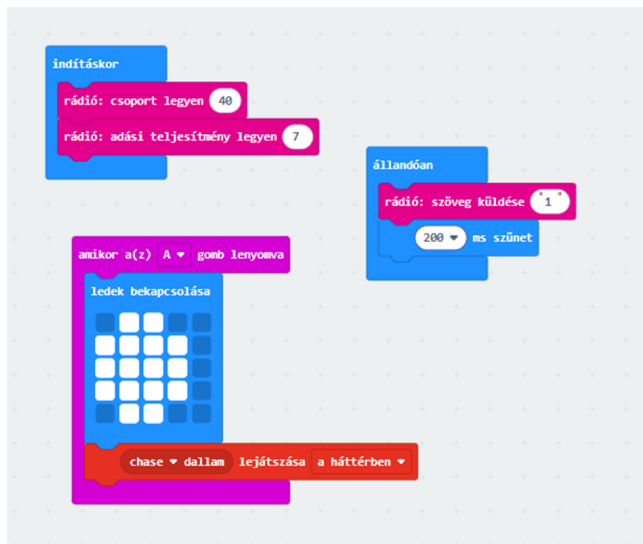 indításkor
rádió: csoport legyen 40
rádió: adási teljesítmény legyen 7
állandóan
rádió: szöveg küldése "1"
200 ms szünet
amikor a(z) A gomb lenyomva
ledek bekapcsolása
chase dallam lejátszása a háttérben